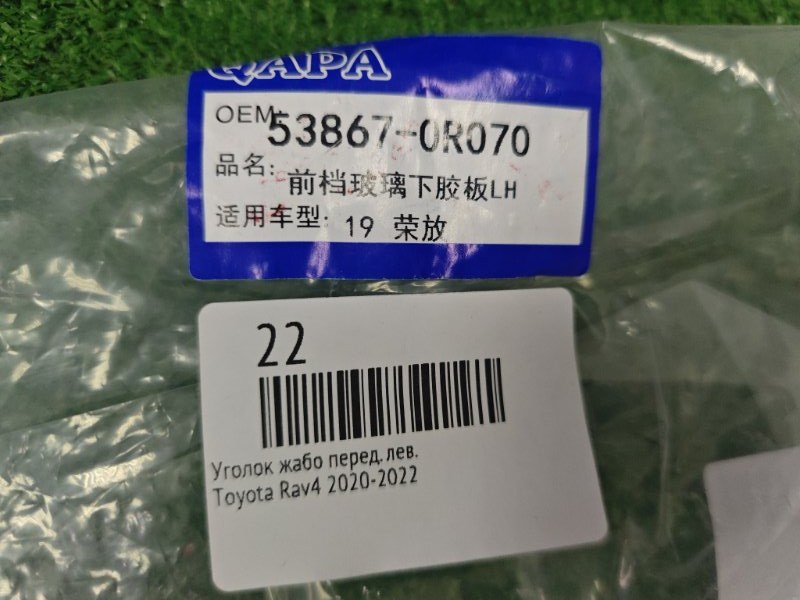 QAPA
OEM: 53867-0R070
品名: 前档玻璃下胶板LH
适用车型: 19 荣放
22
Уголок жабо перед. лев.
Toyota Rav4 2020-2022